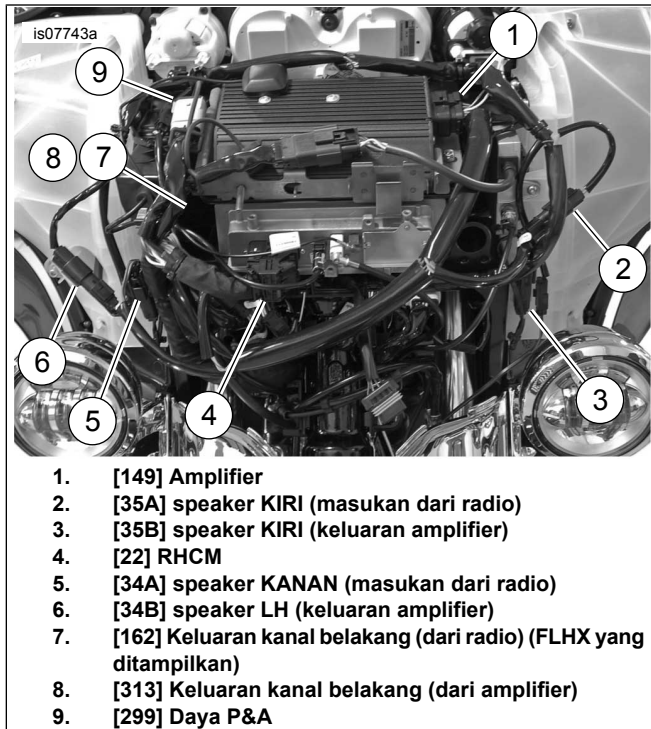 is07743a
1
9
8
7
2
6
5
4
3
1. [149] Amplifier
2. [35A] speaker KIRI (masukan dari radio)
3. [35B] speaker KIRI (keluaran amplifier)
4. [22] RHCM
5. [34A] speaker KANAN (masukan dari radio)
6. [34B] speaker LH (keluaran amplifier)
7. [162] Keluaran kanal belakang (dari radio) (FLHX yang
ditampilkan)
8. [313] Keluaran kanal belakang (dari amplifier)
9. [299] Daya P&A